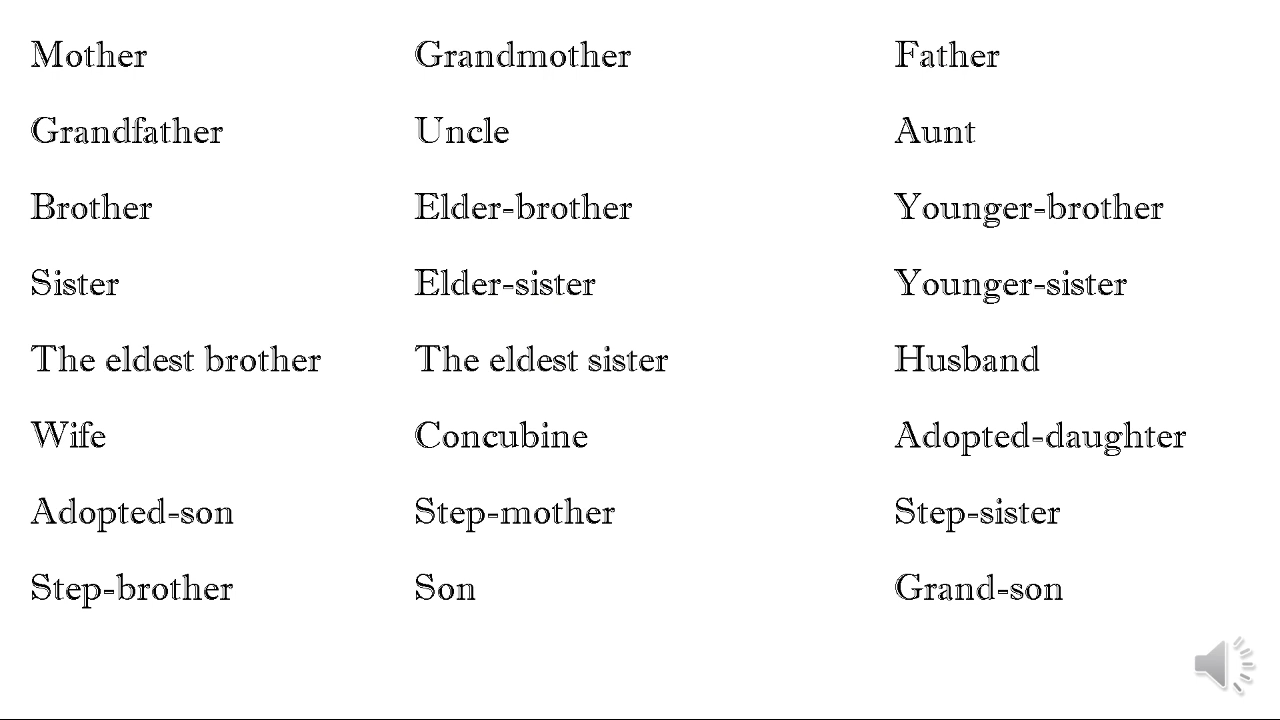 Mother Grandmother Father
Grandfather Uncle Aunt
Brother Elder-brother Younger-brother
Sister Elder-sister Younger-sister
The eldest brother The eldest sister Husband
Wife Concubine Adopted-daughter
Adopted-son Step-mother Step-sister
Step-brother Son Grand-son